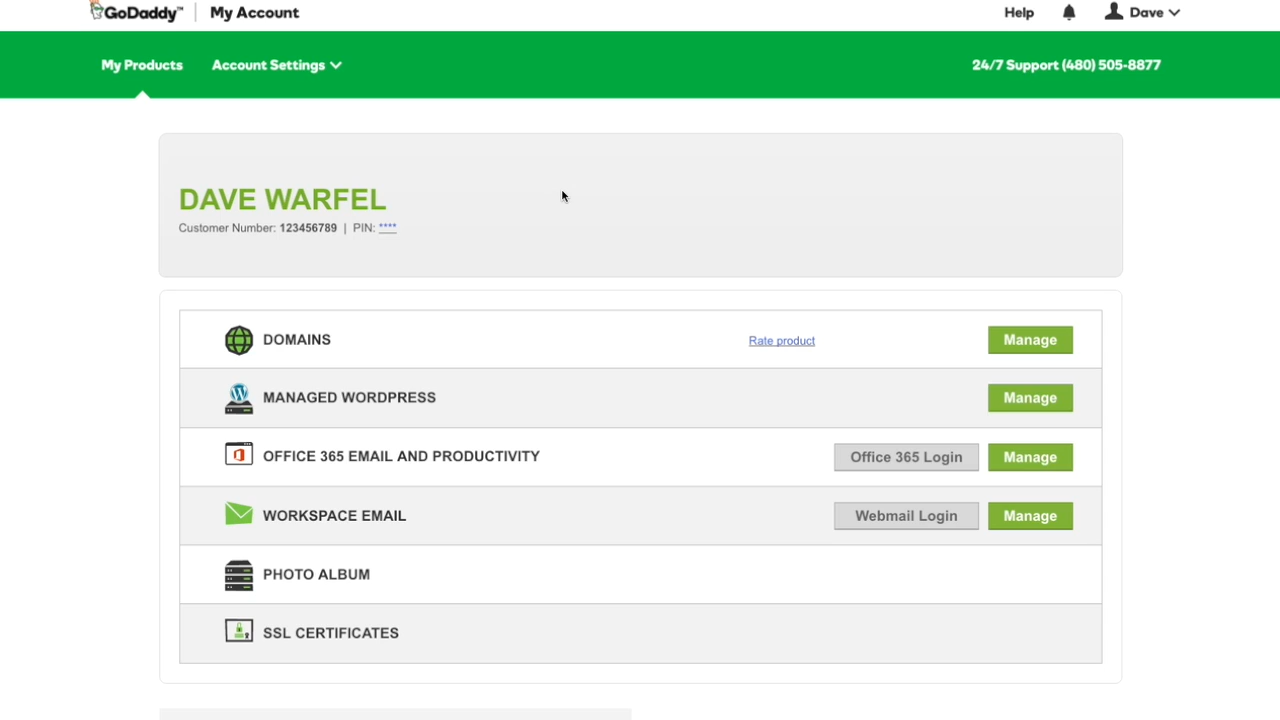 GoDaddy™ My Account Help Dave
My Products Account Settings 24/7 Support (480) 505-8877
DAVE WARFEL
Customer Number: 123456789 | PIN: ****
DOMAINS Rate product Manage
MANAGED WORDPRESS Manage
OFFICE 365 EMAIL AND PRODUCTIVITY Office 365 Login Manage
WORKSPACE EMAIL Webmail Login Manage
PHOTO ALBUM
SSL CERTIFICATES